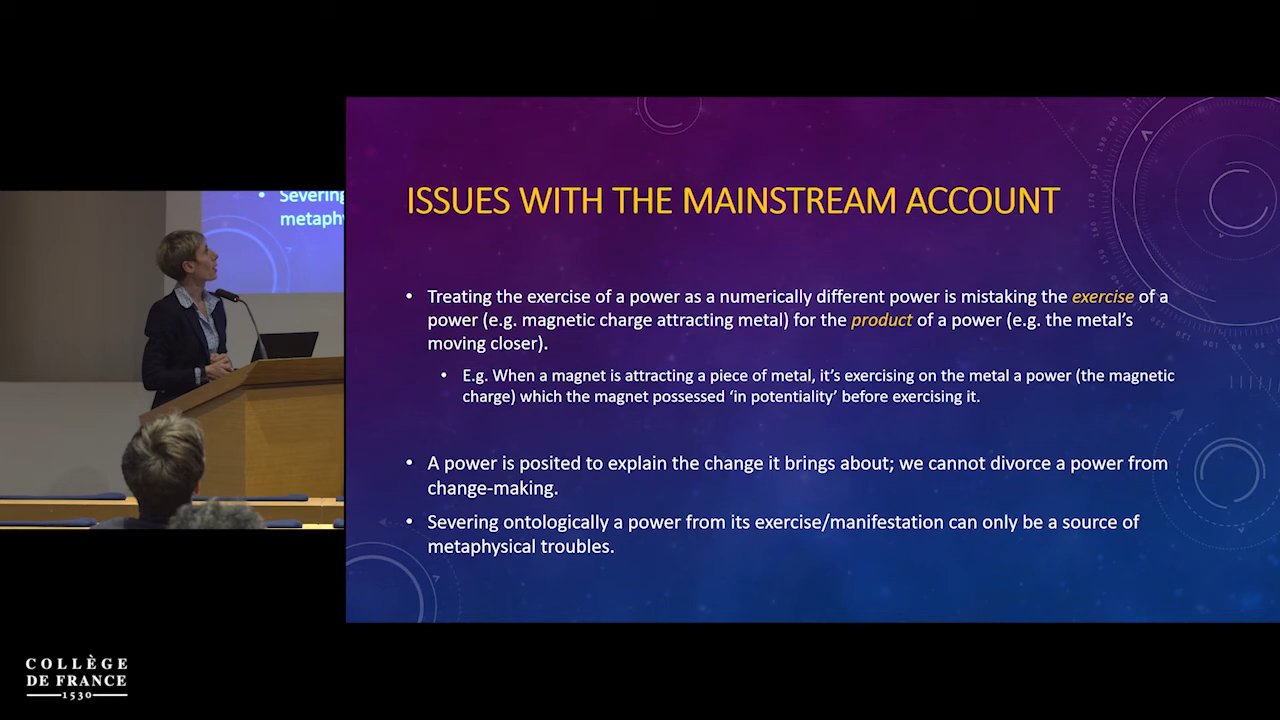 Severing
ISSUES WITH THE MAINSTREAM ACCOUNT
• Treating the exercise of a power as a numerically different power is mistaking the exercise of a
power (e.g. magnetic charge attracting metal) for the product of a power (e.g. the metal’s
moving closer).
• E.g. When a magnet is attracting a piece of metal, it’s exercising on the metal a power (the magnetic
charge) which the magnet possessed ‘in potentiality’ before exercising it.
• A power is posited to explain the change it brings about; we cannot divorce a power from
change-making.
• Severing ontologically a power from its exercise/manifestation can only be a source of
metaphysical troubles.
COLLÈGE
DE FRANCE
1530